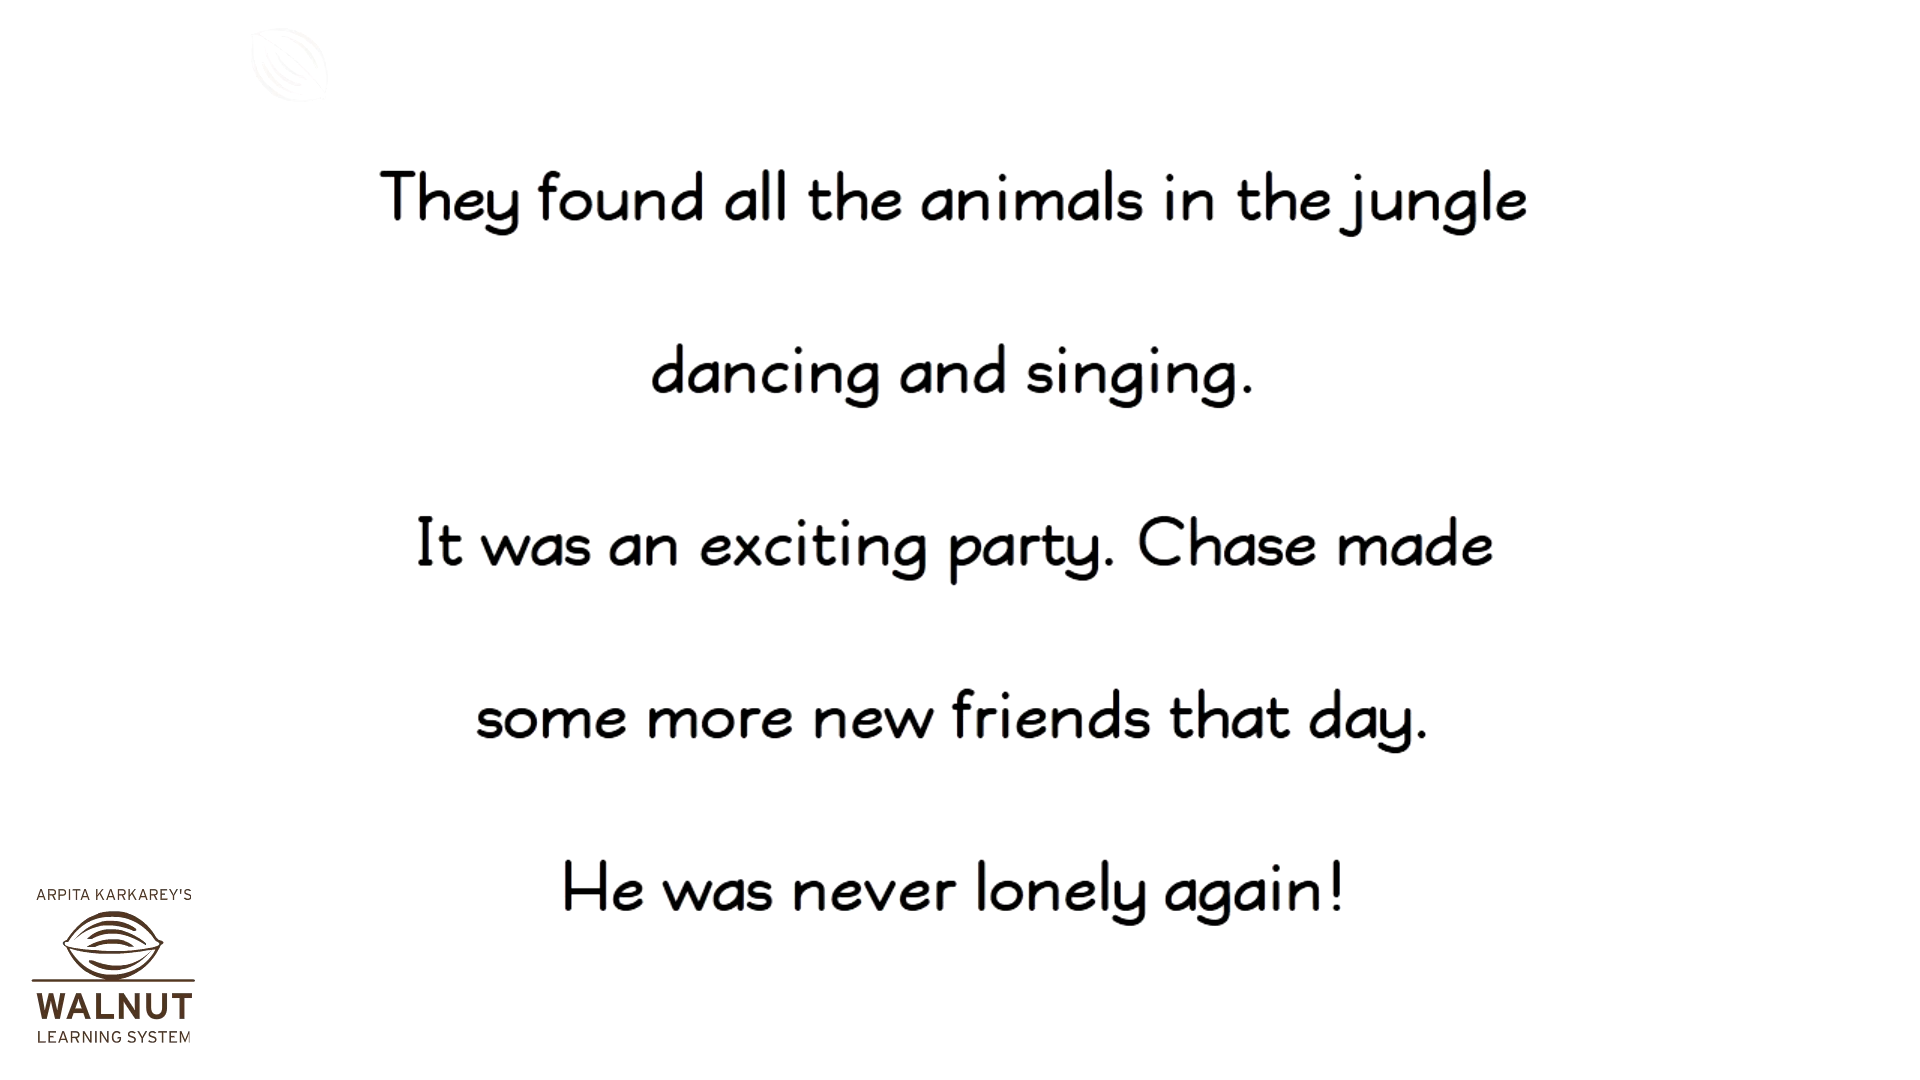 They found all the animals in the jungle
dancing and singing.
It was an exciting party. Chase made
some more new friends that day.
He was never lonely again!
ARPITA KARKAREY'S
WALNUT
LEARNING SYSTEM